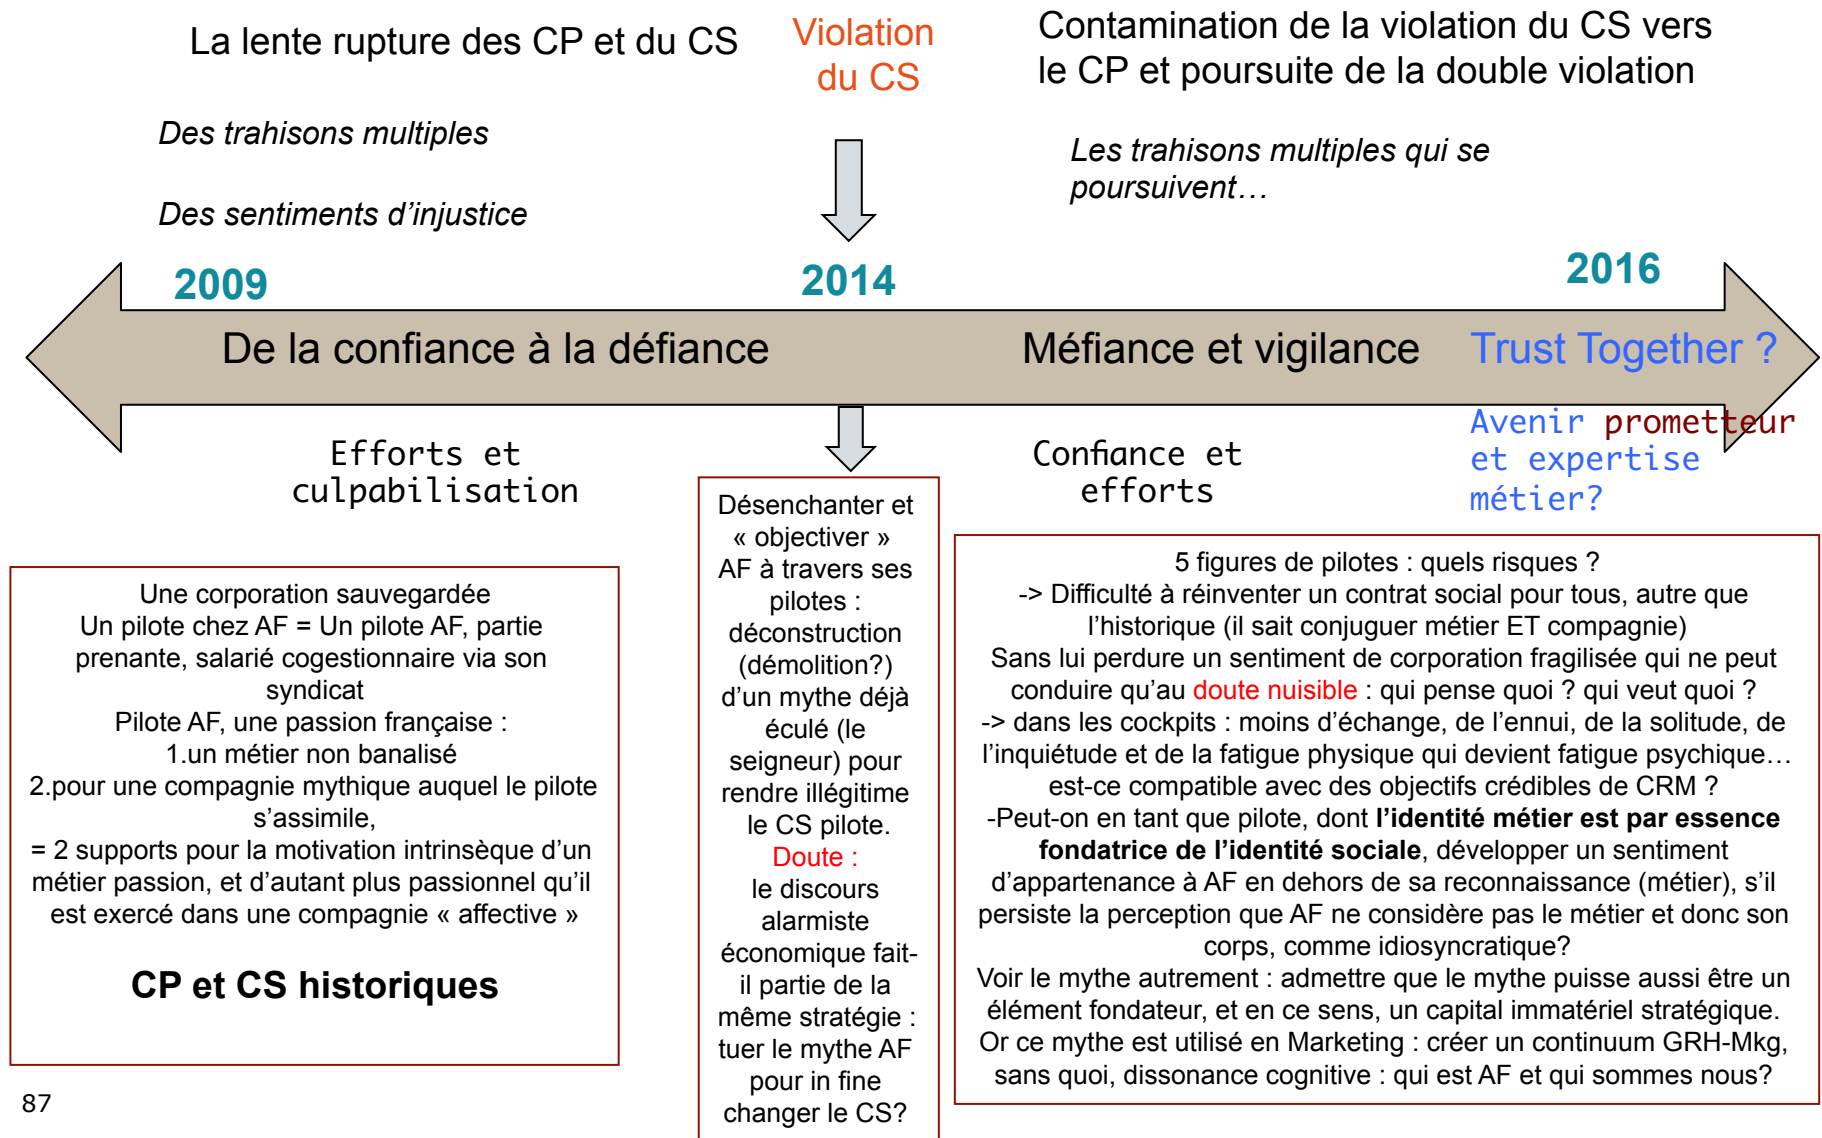 La lente rupture des CP et du CS
Violation
du CS
Contamination de la violation du CS vers
le CP et poursuite de la double violation
Des trahisons multiples
Des sentiments d’injustice
Les trahisons multiples qui se
poursuivent…
2009
2014
2016
De la confiance à la défiance
Méfiance et vigilance
Trust Together ?
Efforts et
culpabilisation
Confiance et
efforts
Avenir prometteur
et expertise
métier?
Une corporation sauvegardée
Un pilote chez AF = Un pilote AF, partie
prenante, salarié cogestionnaire via son
syndicat
Pilote AF, une passion française :
1.un métier non banalisé
2.pour une compagnie mythique auquel le pilote
s’assimile,
= 2 supports pour la motivation intrinsèque d’un
métier passion, et d’autant plus passionnel qu’il
est exercé dans une compagnie « affective »
CP et CS historiques
Désenchanter et
« objectiver »
AF à travers ses
pilotes :
déconstruction
(démolition?)
d’un mythe déjà
éculé (le
seigneur) pour
rendre illégitime
le CS pilote.
Doute :
le discours
alarmiste
économique fait-
il partie de la
même stratégie :
tuer le mythe AF
pour in fine
changer le CS?
5 figures de pilotes : quels risques ?
-> Difficulté à réinventer un contrat social pour tous, autre que
l’historique (il sait conjuguer métier ET compagnie)
Sans lui perdure un sentiment de corporation fragilisée qui ne peut
conduire qu’au doute nuisible : qui pense quoi ? qui veut quoi ?
-> dans les cockpits : moins d’échange, de l’ennui, de la solitude, de
l’inquiétude et de la fatigue physique qui devient fatigue psychique…
est-ce compatible avec des objectifs crédibles de CRM ?
-Peut-on en tant que pilote, dont l’identité métier est par essence
fondatrice de l’identité sociale, développer un sentiment
d’appartenance à AF en dehors de sa reconnaissance (métier), s’il
persiste la perception que AF ne considère pas le métier et donc son
corps, comme idiosyncratique?
Voir le mythe autrement : admettre que le mythe puisse aussi être un
élément fondateur, et en ce sens, un capital immatériel stratégique.
Or ce mythe est utilisé en Marketing : créer un continuum GRH-Mkg,
sans quoi, dissonance cognitive : qui est AF et qui sommes nous?
87